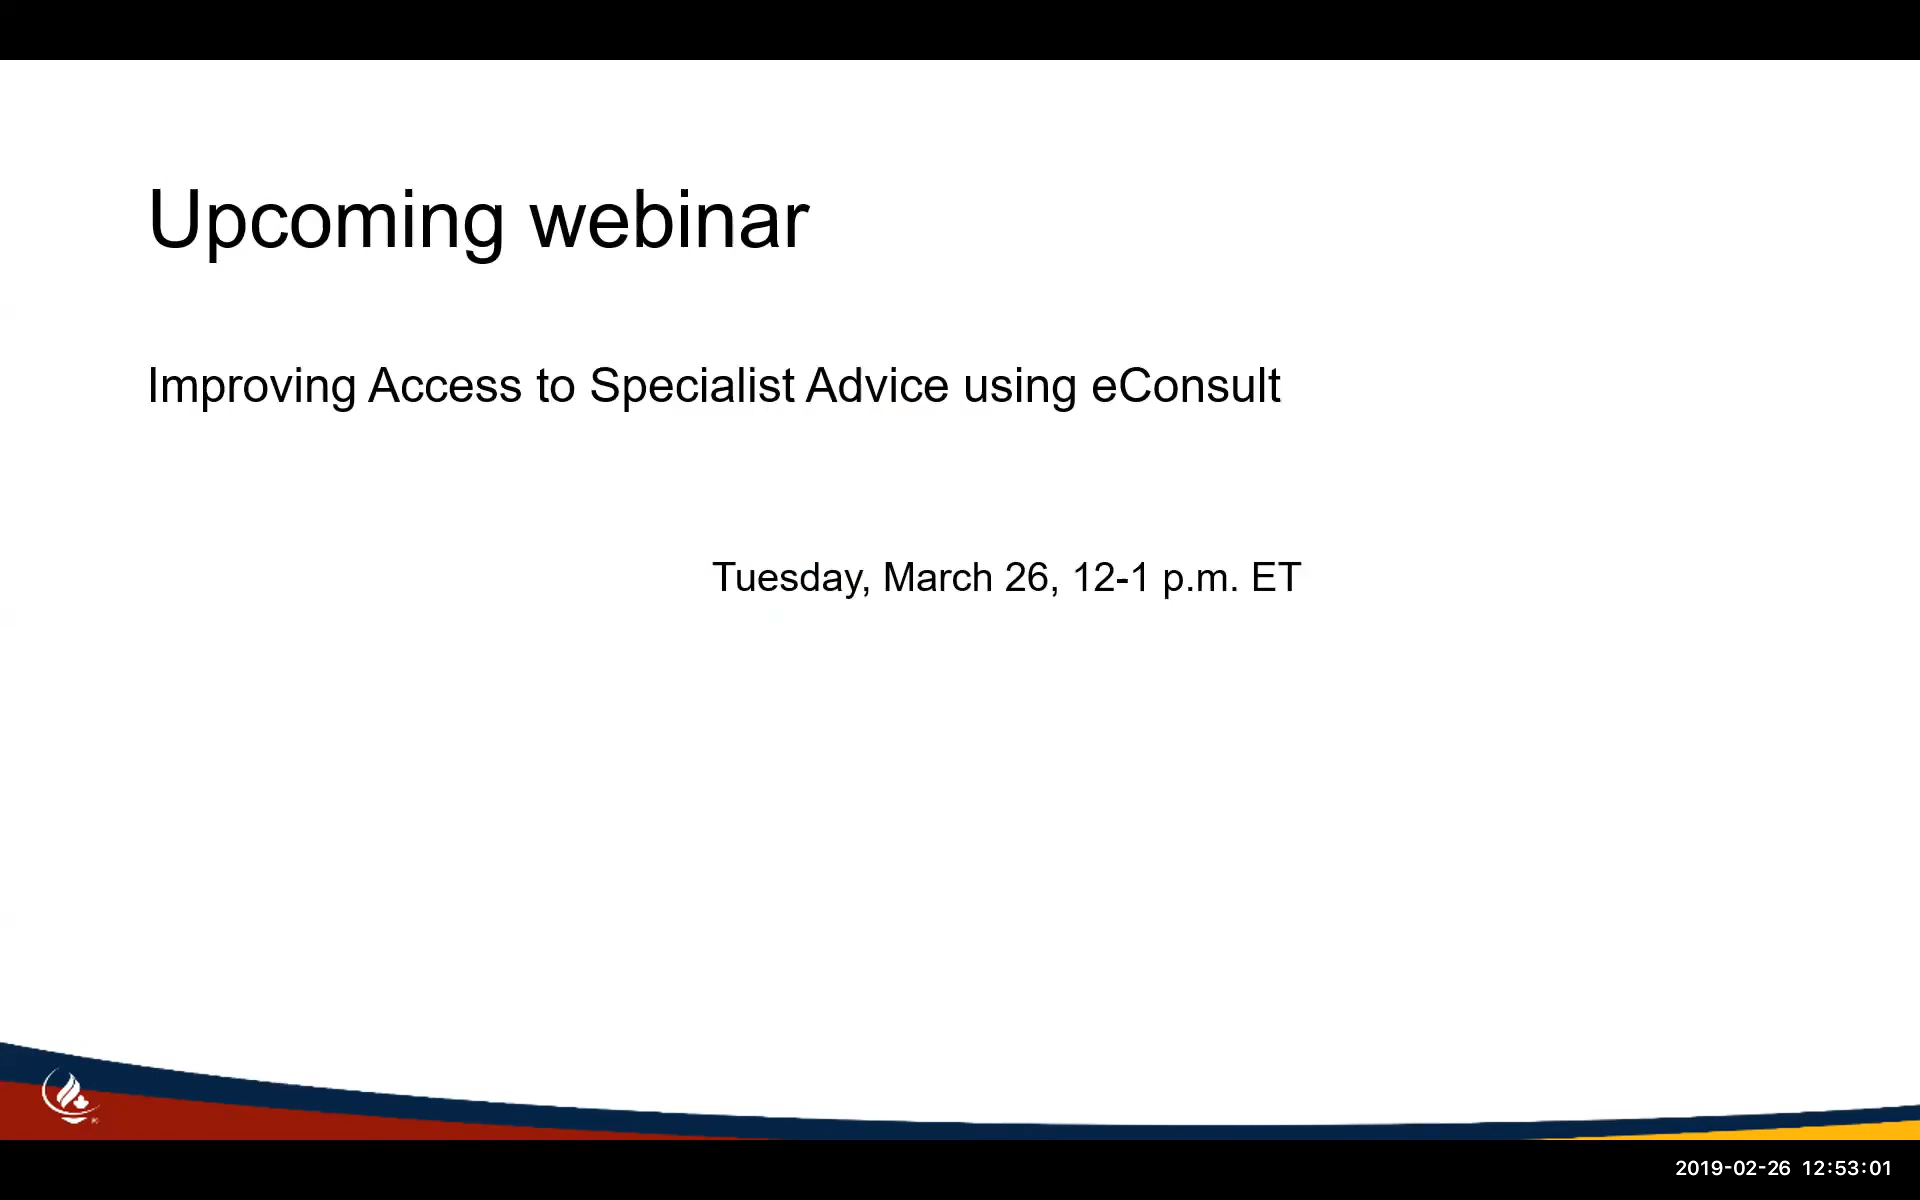 Upcoming webinar
Improving Access to Specialist Advice using eConsult
Tuesday, March 26, 12-1 p.m. ET
2019-02-26 12:53:01